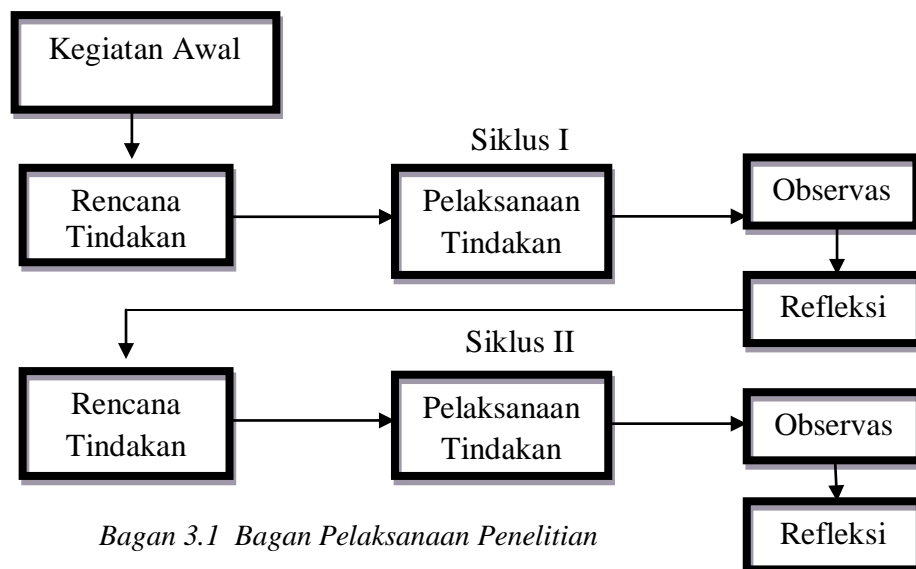 Kegiatan Awal
Siklus I
Rencana
Tindakan
Pelaksanaan
Tindakan
Observas
Refleksi
Siklus II
Rencana
Tindakan
Pelaksanaan
Tindakan
Observas
Refleksi
Bagan 3.1 Bagan Pelaksanaan Penelitian